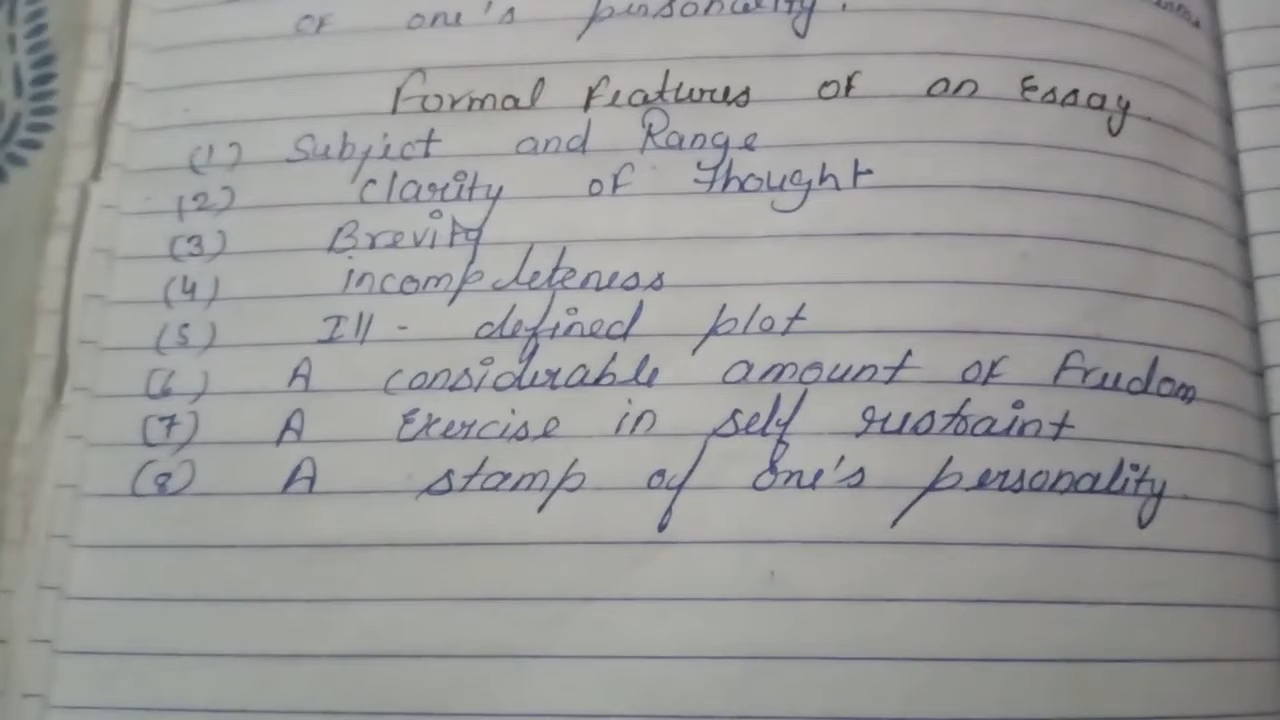 of one's personality.
Formal Features of an Essay
(1) Subject and Range
(2) Clarity of Thought
(3) Brevity
(4) incompleteness
(5) Ill - defined plot
(6) A considerable amount of Freedom
(7) A Exercise in self restraint
(8) A stamp of One's personality.